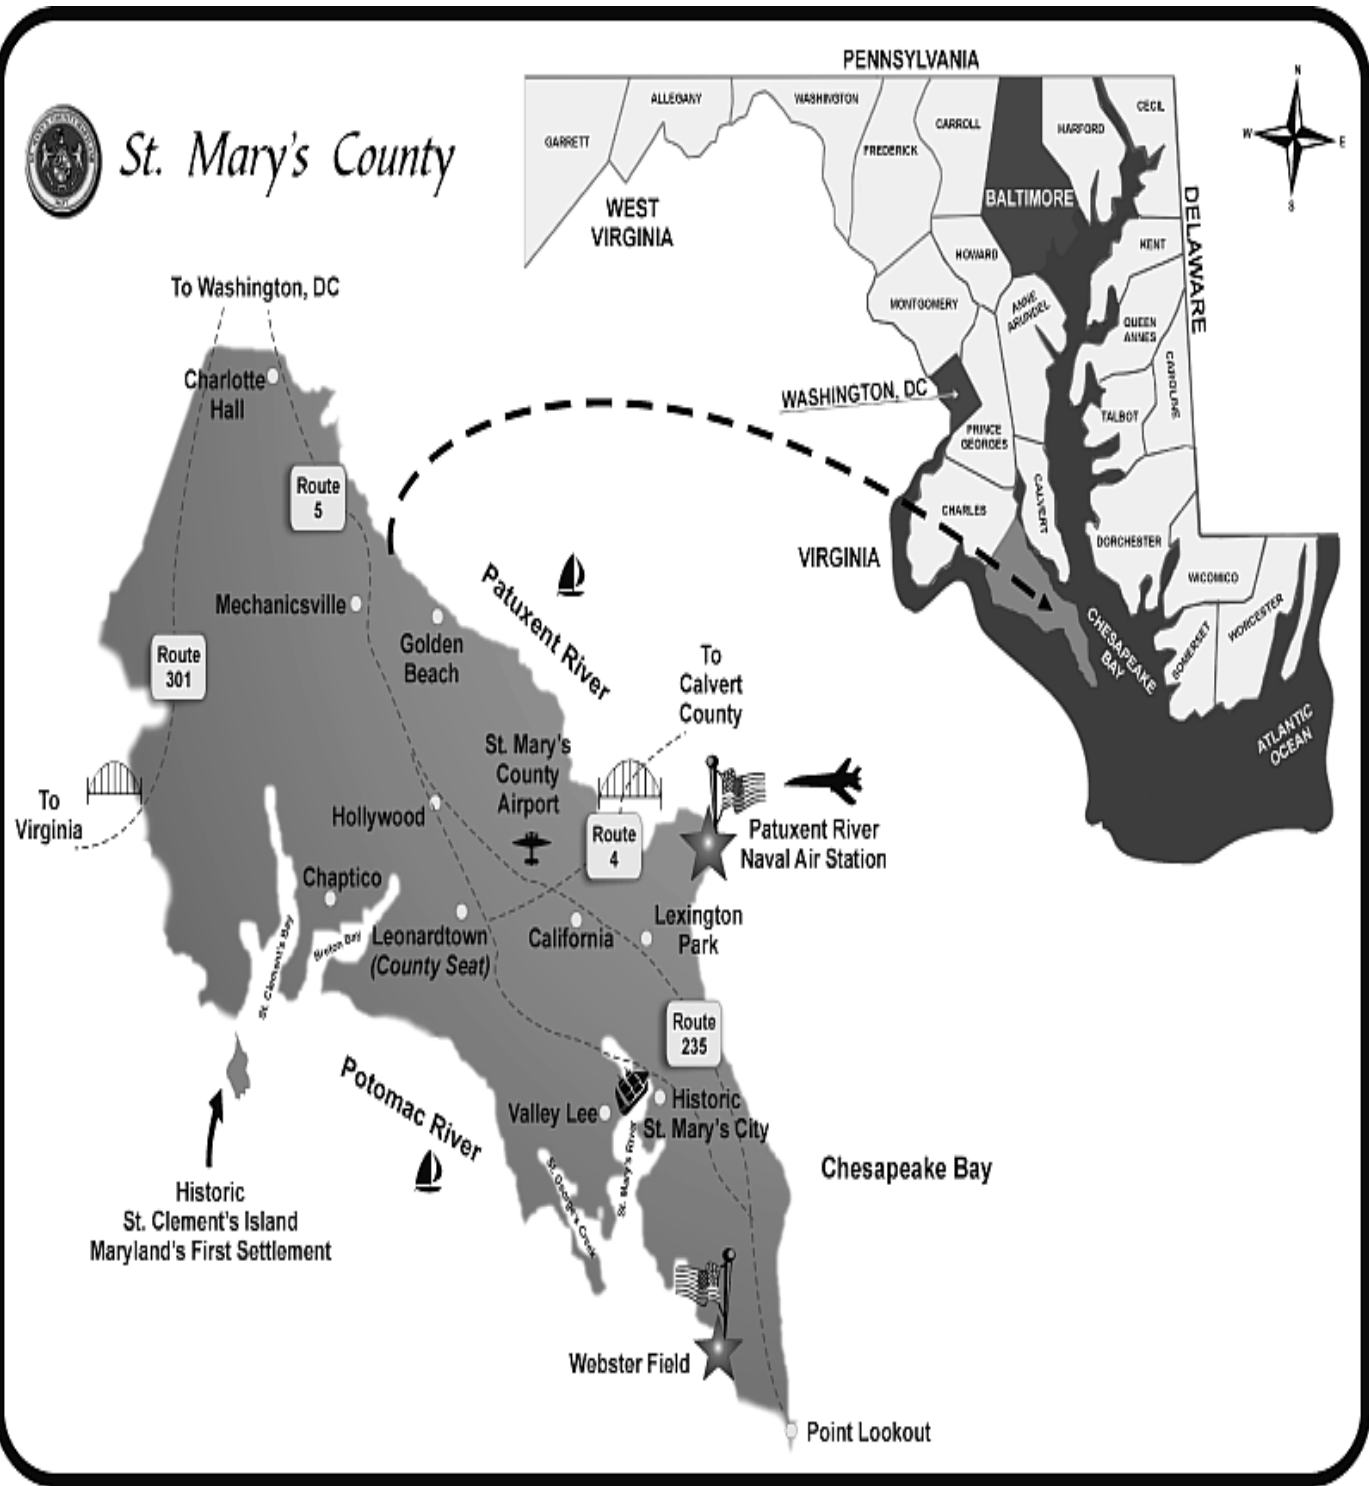 St. Mary's County
PENNSYLVANIA
GARRETT
ALLEGANY
WASHINGTON
FREDERICK
CARROLL
BALTIMORE
HARFORD
CECIL
N
W
E
S
WEST
VIRGINIA
HOWARD
KENT
DELAWARE
MONTGOMERY
ANNE
ARUNDEL
QUEEN
ANNES
CAROLINE
WASHINGTON, DC
TALBOT
PRINCE
GEORGES
CHARLES
CALVERT
DORCHESTER
VIRGINIA
WICOMICO
WORCESTER
SOMERSET
CHESAPEAKE
BAY
ATLANTIC
OCEAN
To Washington, DC
Charlotte
Hall
Route
5
Mechanicsville
Golden
Beach
Patuxent River
Route
301
To
Calvert
County
St. Mary's
County
Airport
To
Virginia
Hollywood
Route
4
Patuxent River
Naval Air Station
Chaptico
Leonardtown
(County Seat)
California
Lexington
Park
St. Clement's Bay
Breton Bay
Route
235
Potomac River
Valley Lee
Historic
St. Mary's City
St. Mary's River
St. George's Creek
Chesapeake Bay
Historic
St. Clement's Island
Maryland's First Settlement
Webster Field
Point Lookout